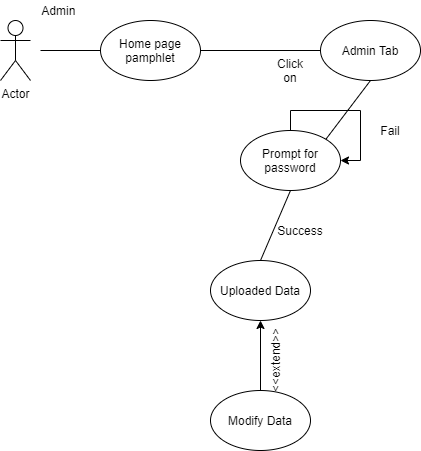 Admin
Home page
pamphlet
Click
on
Admin Tab
Actor
Fail
Prompt for
password
Success
Uploaded Data
<<extend>>
Modify Data